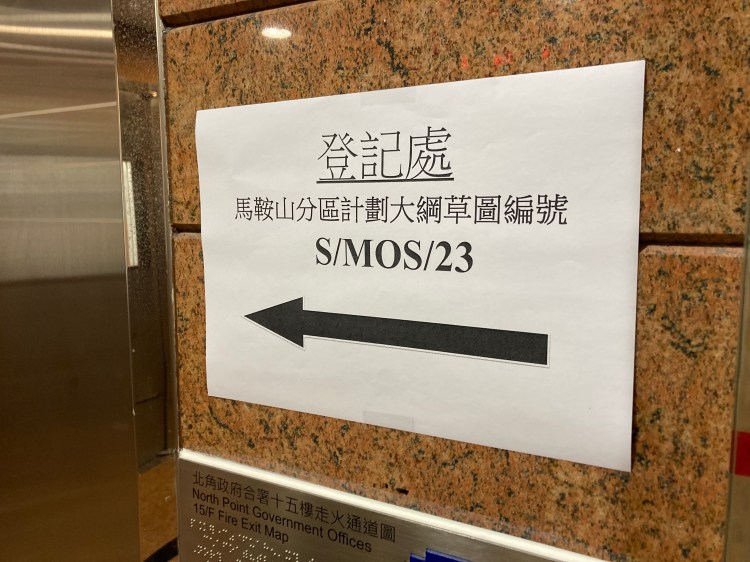 登記處
馬鞍山分區計劃大綱草圖編號
S/MOS/23
北角政府合署十五樓走火通道圖
North Point Government Offices
15/F Fire Exit Map